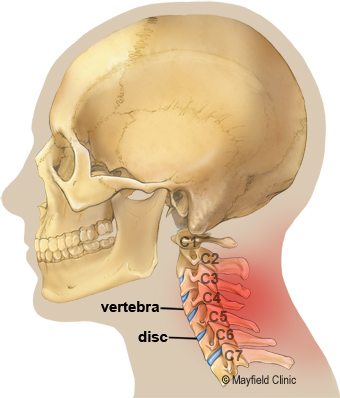 C1
C2
C3
C4
vertebra
C5
C6
disc
C7
© Mayfield Clinic